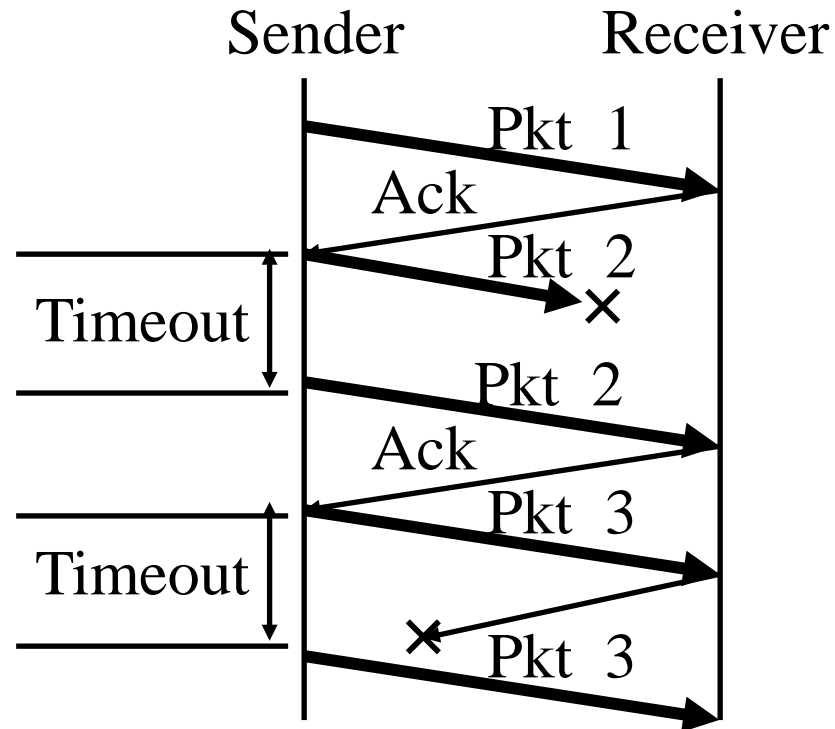 Sender Receiver
Pkt 1
Ack
Pkt 2
Timeout
Pkt 2
Ack
Pkt 3
Timeout
Pkt 3